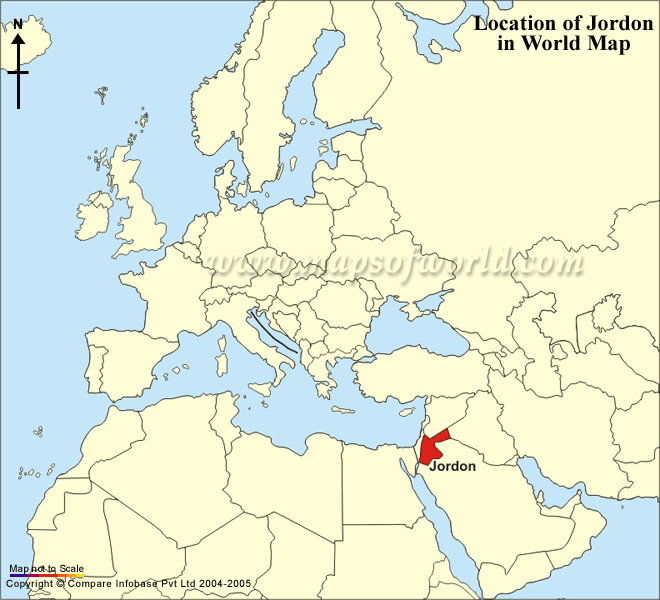 N
Location of Jordon
in World Map
www.mapsofworld.com
Jordon
Map not to Scale
Copyright © Compare Infobase Pvt Ltd 2004-2005